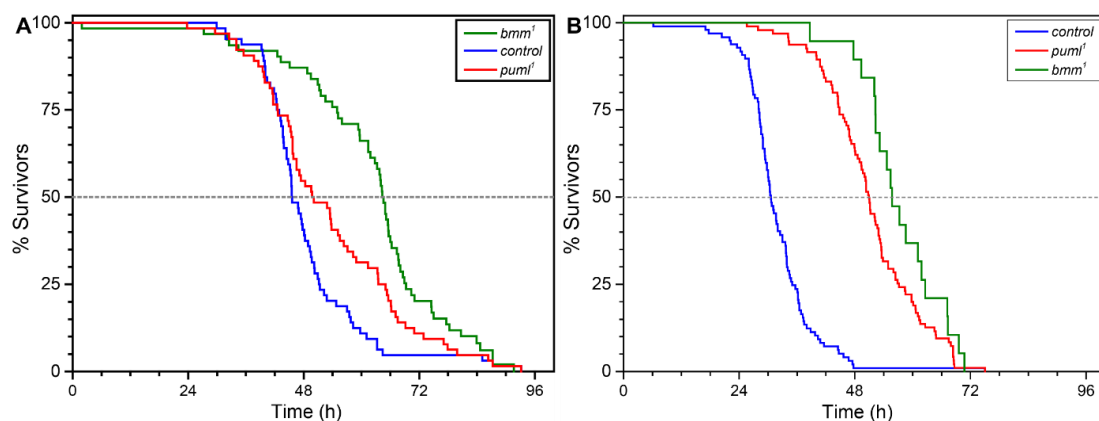 A
% Survivors
100
75
50
25
0
0 24 48 72 96
Time (h)
bmm¹
control
puml¹
B
% Survivors
100
75
50
25
0
0 24 48 72 96
Time (h)
control
puml¹
bmm¹